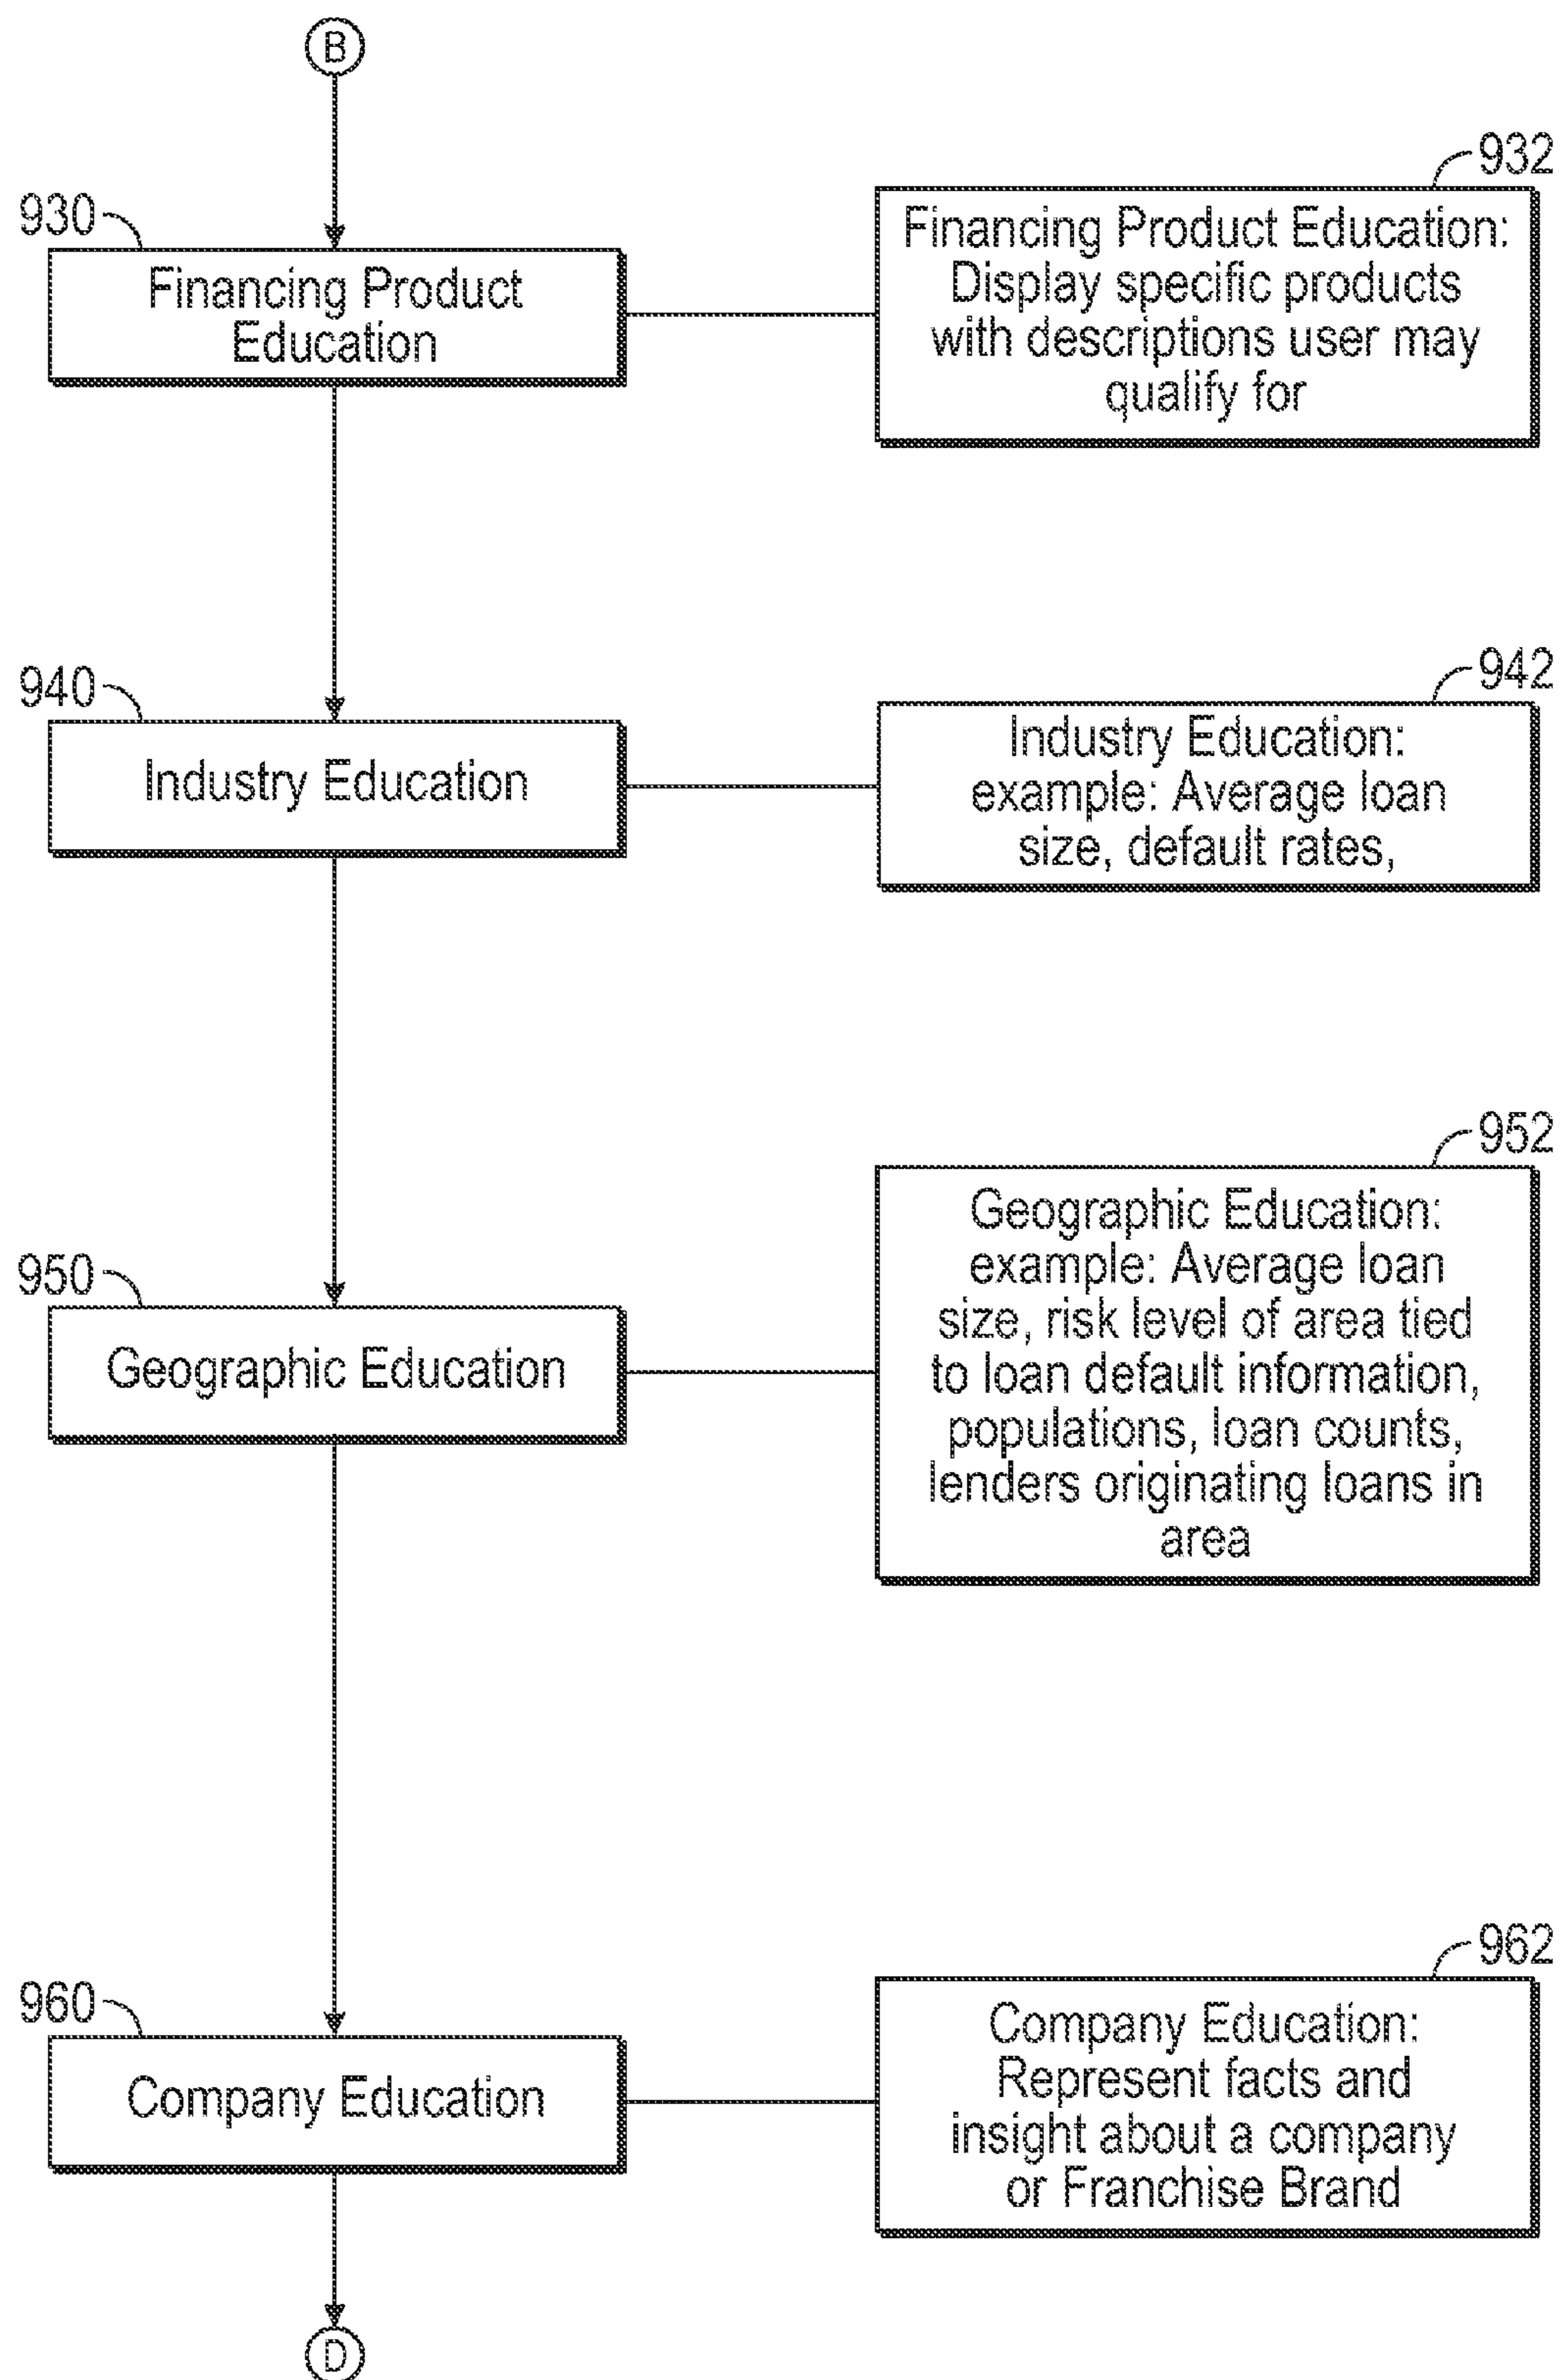 B
932
930
Financing Product
Education
Financing Product Education:
Display specific products
with descriptions user may
qualify for
940
Industry Education
942
Industry Education:
example: Average loan
size, default rates,
950
Geographic Education
952
Geographic Education:
example: Average loan
size, risk level of area tied
to loan default information,
populations, loan counts,
lenders originating loans in
area
960
Company Education
962
Company Education:
Represent facts and
insight about a company
or Franchise Brand
D